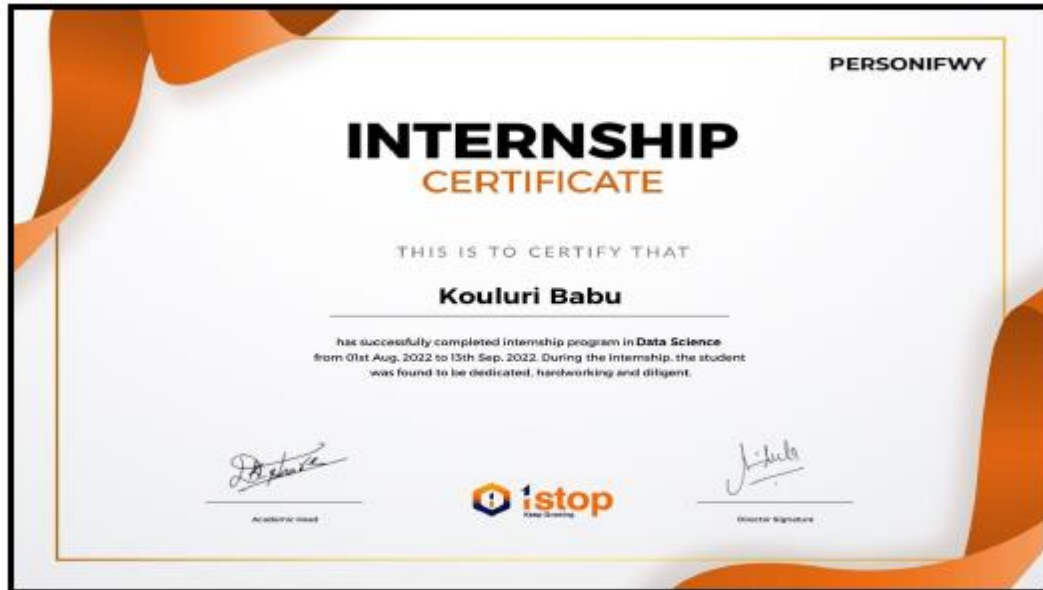 PERSONIFWY
INTERNSHIP
CERTIFICATE
THIS IS TO CERTIFY THAT
Kouluri Babu
has successfully completed internship program in Data Science
from 01st Aug, 2022 to 13th Sep, 2022. During the internship, the student
was found to be dedicated, hardworking and diligent.
1stop
Keep Growing
Academic Head
Director Signature